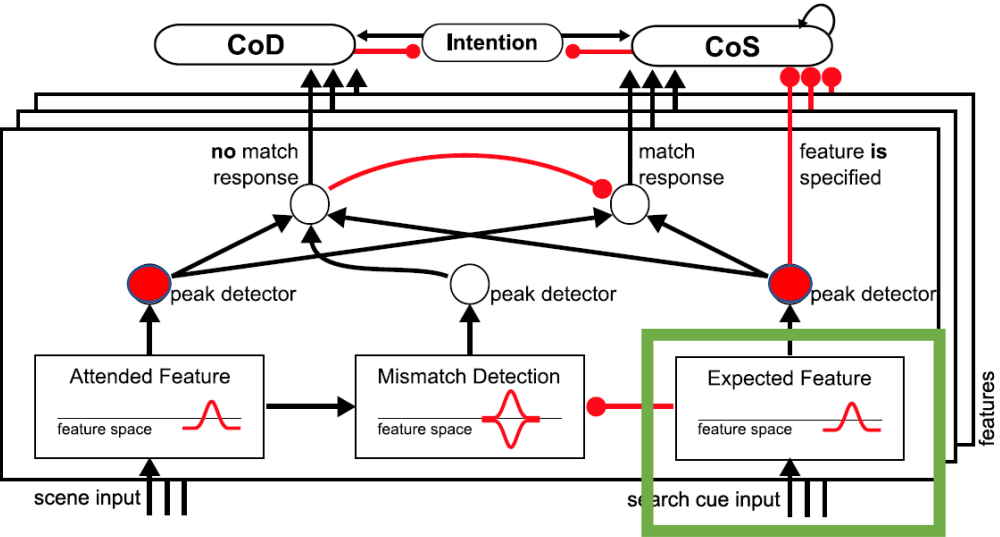 CoD
Intention
CoS
no match
response
match
response
feature is
specified
peak detector
peak detector
peak detector
Attended Feature
feature space
Mismatch Detection
feature space
Expected Feature
feature space
features
scene input
search cue input